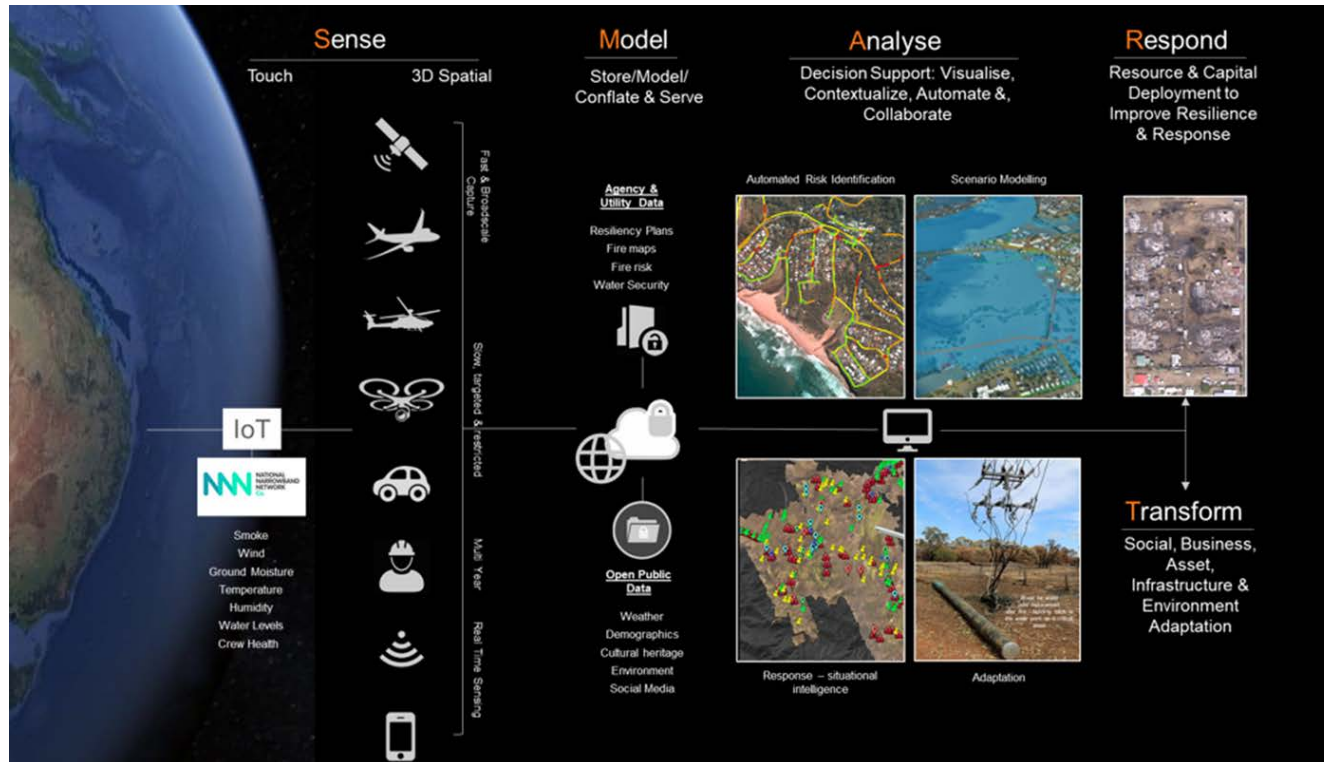 Sense
Touch
3D Spatial
Fast & Broadscale
Capture
Slow, targeted & restricted
Multi Year
Real Time Sensing
IoT
NNN NATIONAL
NARROWBAND
NETWORK
Co
Smoke
Wind
Ground Moisture
Temperature
Humidity
Water Levels
Crew Health
Model
Store/Model/
Conflate & Serve
Agency &
Utility Data
Resiliency Plans
Fire maps
Fire risk
Water Security
Open Public
Data
Weather
Demographics
Cultural heritage
Environment
Social Media
Analyse
Decision Support: Visualise,
Contextualize, Automate &,
Collaborate
Automated Risk Identification
Scenario Modelling
Response – situational
intelligence
Adaptation
Respond
Resource & Capital
Deployment to
Improve Resilience
& Response
Transform
Social, Business,
Asset,
Infrastructure &
Environment
Adaptation